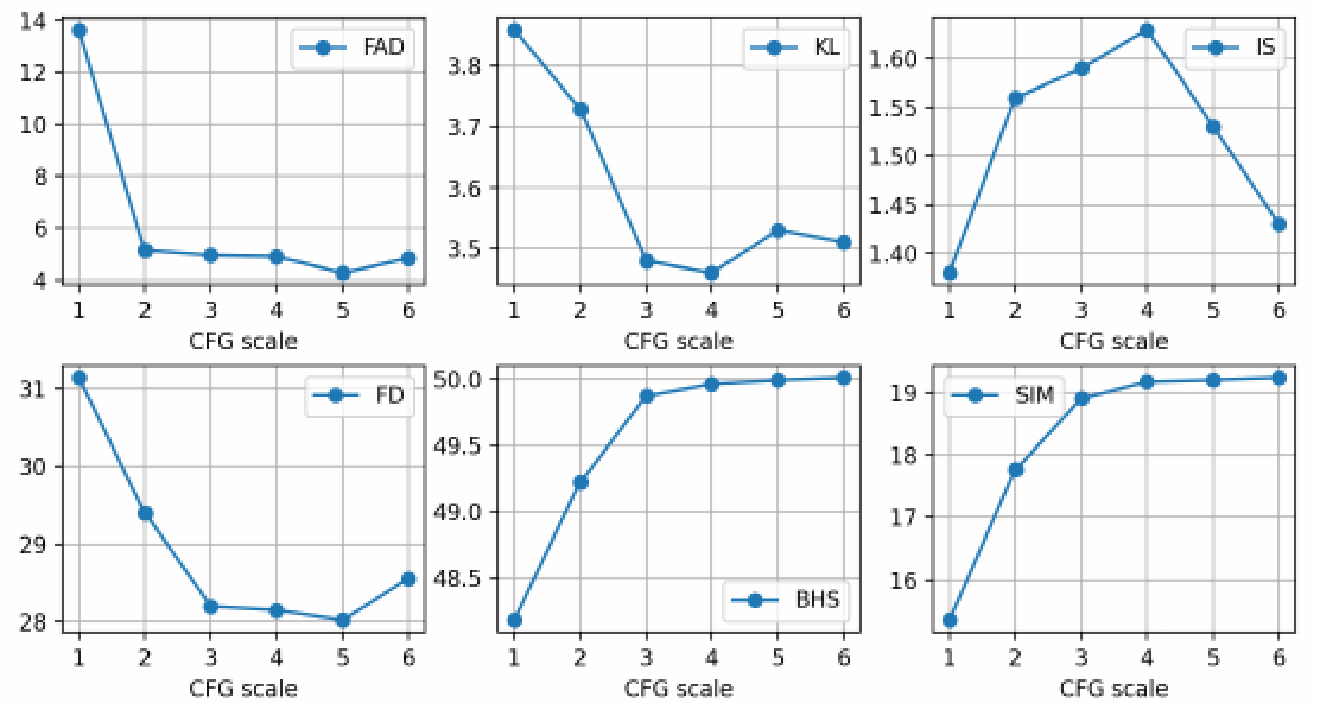 14
12
10
8
6
4
FAD
1 2 3 4 5 6
CFG scale
3.8
3.7
3.6
3.5
KL
1 2 3 4 5 6
CFG scale
1.60
1.55
1.50
1.45
1.40
IS
1 2 3 4 5 6
CFG scale
31
30
29
28
FD
1 2 3 4 5 6
CFG scale
50.0
49.5
49.0
48.5
BHS
1 2 3 4 5 6
CFG scale
19
18
17
16
SIM
1 2 3 4 5 6
CFG scale